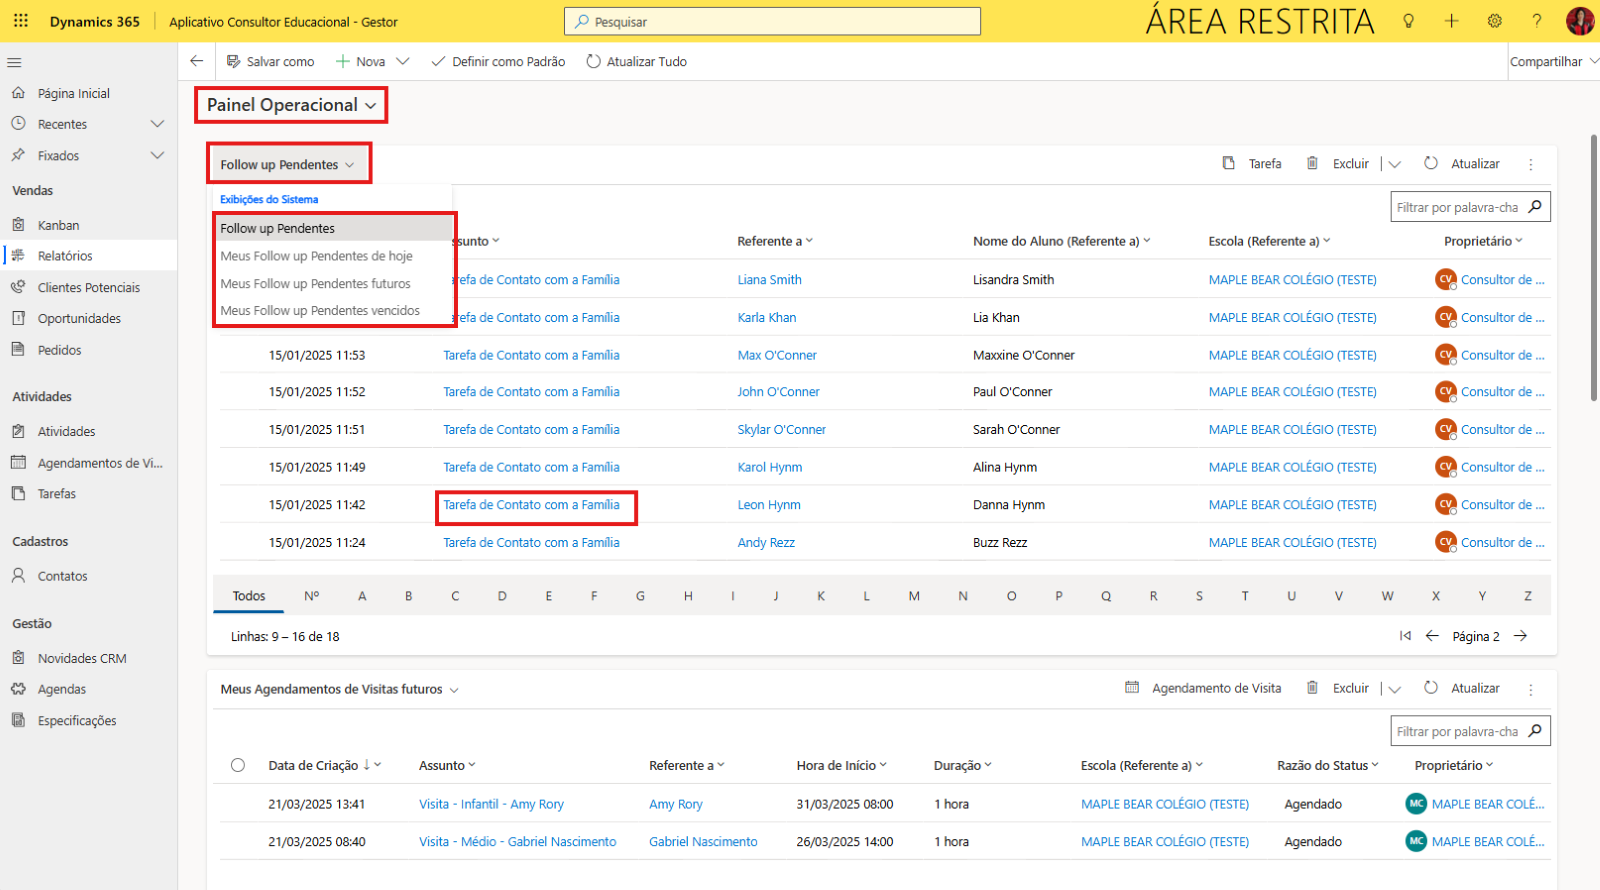 Dynamics 365
Aplicativo Consultor Educacional - Gestor
Pesquisar
ÁREA RESTRITA
Salvar como
Nova
Definir como Padrão
Atualizar Tudo
Compartilhar
Página Inicial
Recentes
Fixados
Vendas
Kanban
Relatórios
Clientes Potenciais
Oportunidades
Pedidos
Atividades
Atividades
Agendamentos de Vi...
Tarefas
Cadastros
Contatos
Gestão
Novidades CRM
Agendas
Especificações
Painel Operacional
Follow up Pendentes
Tarefa
Excluir
Atualizar
Exibições do Sistema
Follow up Pendentes
Meus Follow up Pendentes de hoje
Meus Follow up Pendentes futuros
Meus Follow up Pendentes vencidos
Filtrar por palavra-cha
ssunto Referente a Nome do Aluno (Referente a) Escola (Referente a) Proprietário
refa de Contato com a Família Liana Smith Lisandra Smith MAPLE BEAR COLÉGIO (TESTE) CV Consultor de ...
refa de Contato com a Família Karla Khan Lia Khan MAPLE BEAR COLÉGIO (TESTE) CV Consultor de ...
15/01/2025 11:53 Tarefa de Contato com a Família Max O'Conner Maxxine O'Conner MAPLE BEAR COLÉGIO (TESTE) CV Consultor de ...
15/01/2025 11:52 Tarefa de Contato com a Família John O'Conner Paul O'Conner MAPLE BEAR COLÉGIO (TESTE) CV Consultor de ...
15/01/2025 11:51 Tarefa de Contato com a Família Skylar O'Conner Sarah O'Conner MAPLE BEAR COLÉGIO (TESTE) CV Consultor de ...
15/01/2025 11:49 Tarefa de Contato com a Família Karol Hynm Alina Hynm MAPLE BEAR COLÉGIO (TESTE) CV Consultor de ...
15/01/2025 11:42 Tarefa de Contato com a Família Leon Hynm Danna Hynm MAPLE BEAR COLÉGIO (TESTE) CV Consultor de ...
15/01/2025 11:24 Tarefa de Contato com a Família Andy Rezz Buzz Rezz MAPLE BEAR COLÉGIO (TESTE) CV Consultor de ...
Todos Nº A B C D E F G H I J K L M N O P Q R S T U V W X Y Z
Linhas: 9 – 16 de 18
Página 2
Meus Agendamentos de Visitas futuros
Agendamento de Visita
Excluir
Atualizar
Filtrar por palavra-cha
Data de Criação Assunto Referente a Hora de Início Duração Escola (Referente a) Razão do Status Proprietário
21/03/2025 13:41 Visita - Infantil - Amy Rory Amy Rory 31/03/2025 08:00 1 hora MAPLE BEAR COLÉGIO (TESTE) Agendado MC MAPLE BEAR COLÉ...
21/03/2025 08:40 Visita - Médio - Gabriel Nascimento Gabriel Nascimento 26/03/2025 14:00 1 hora MAPLE BEAR COLÉGIO (TESTE) Agendado MC MAPLE BEAR COLÉ...